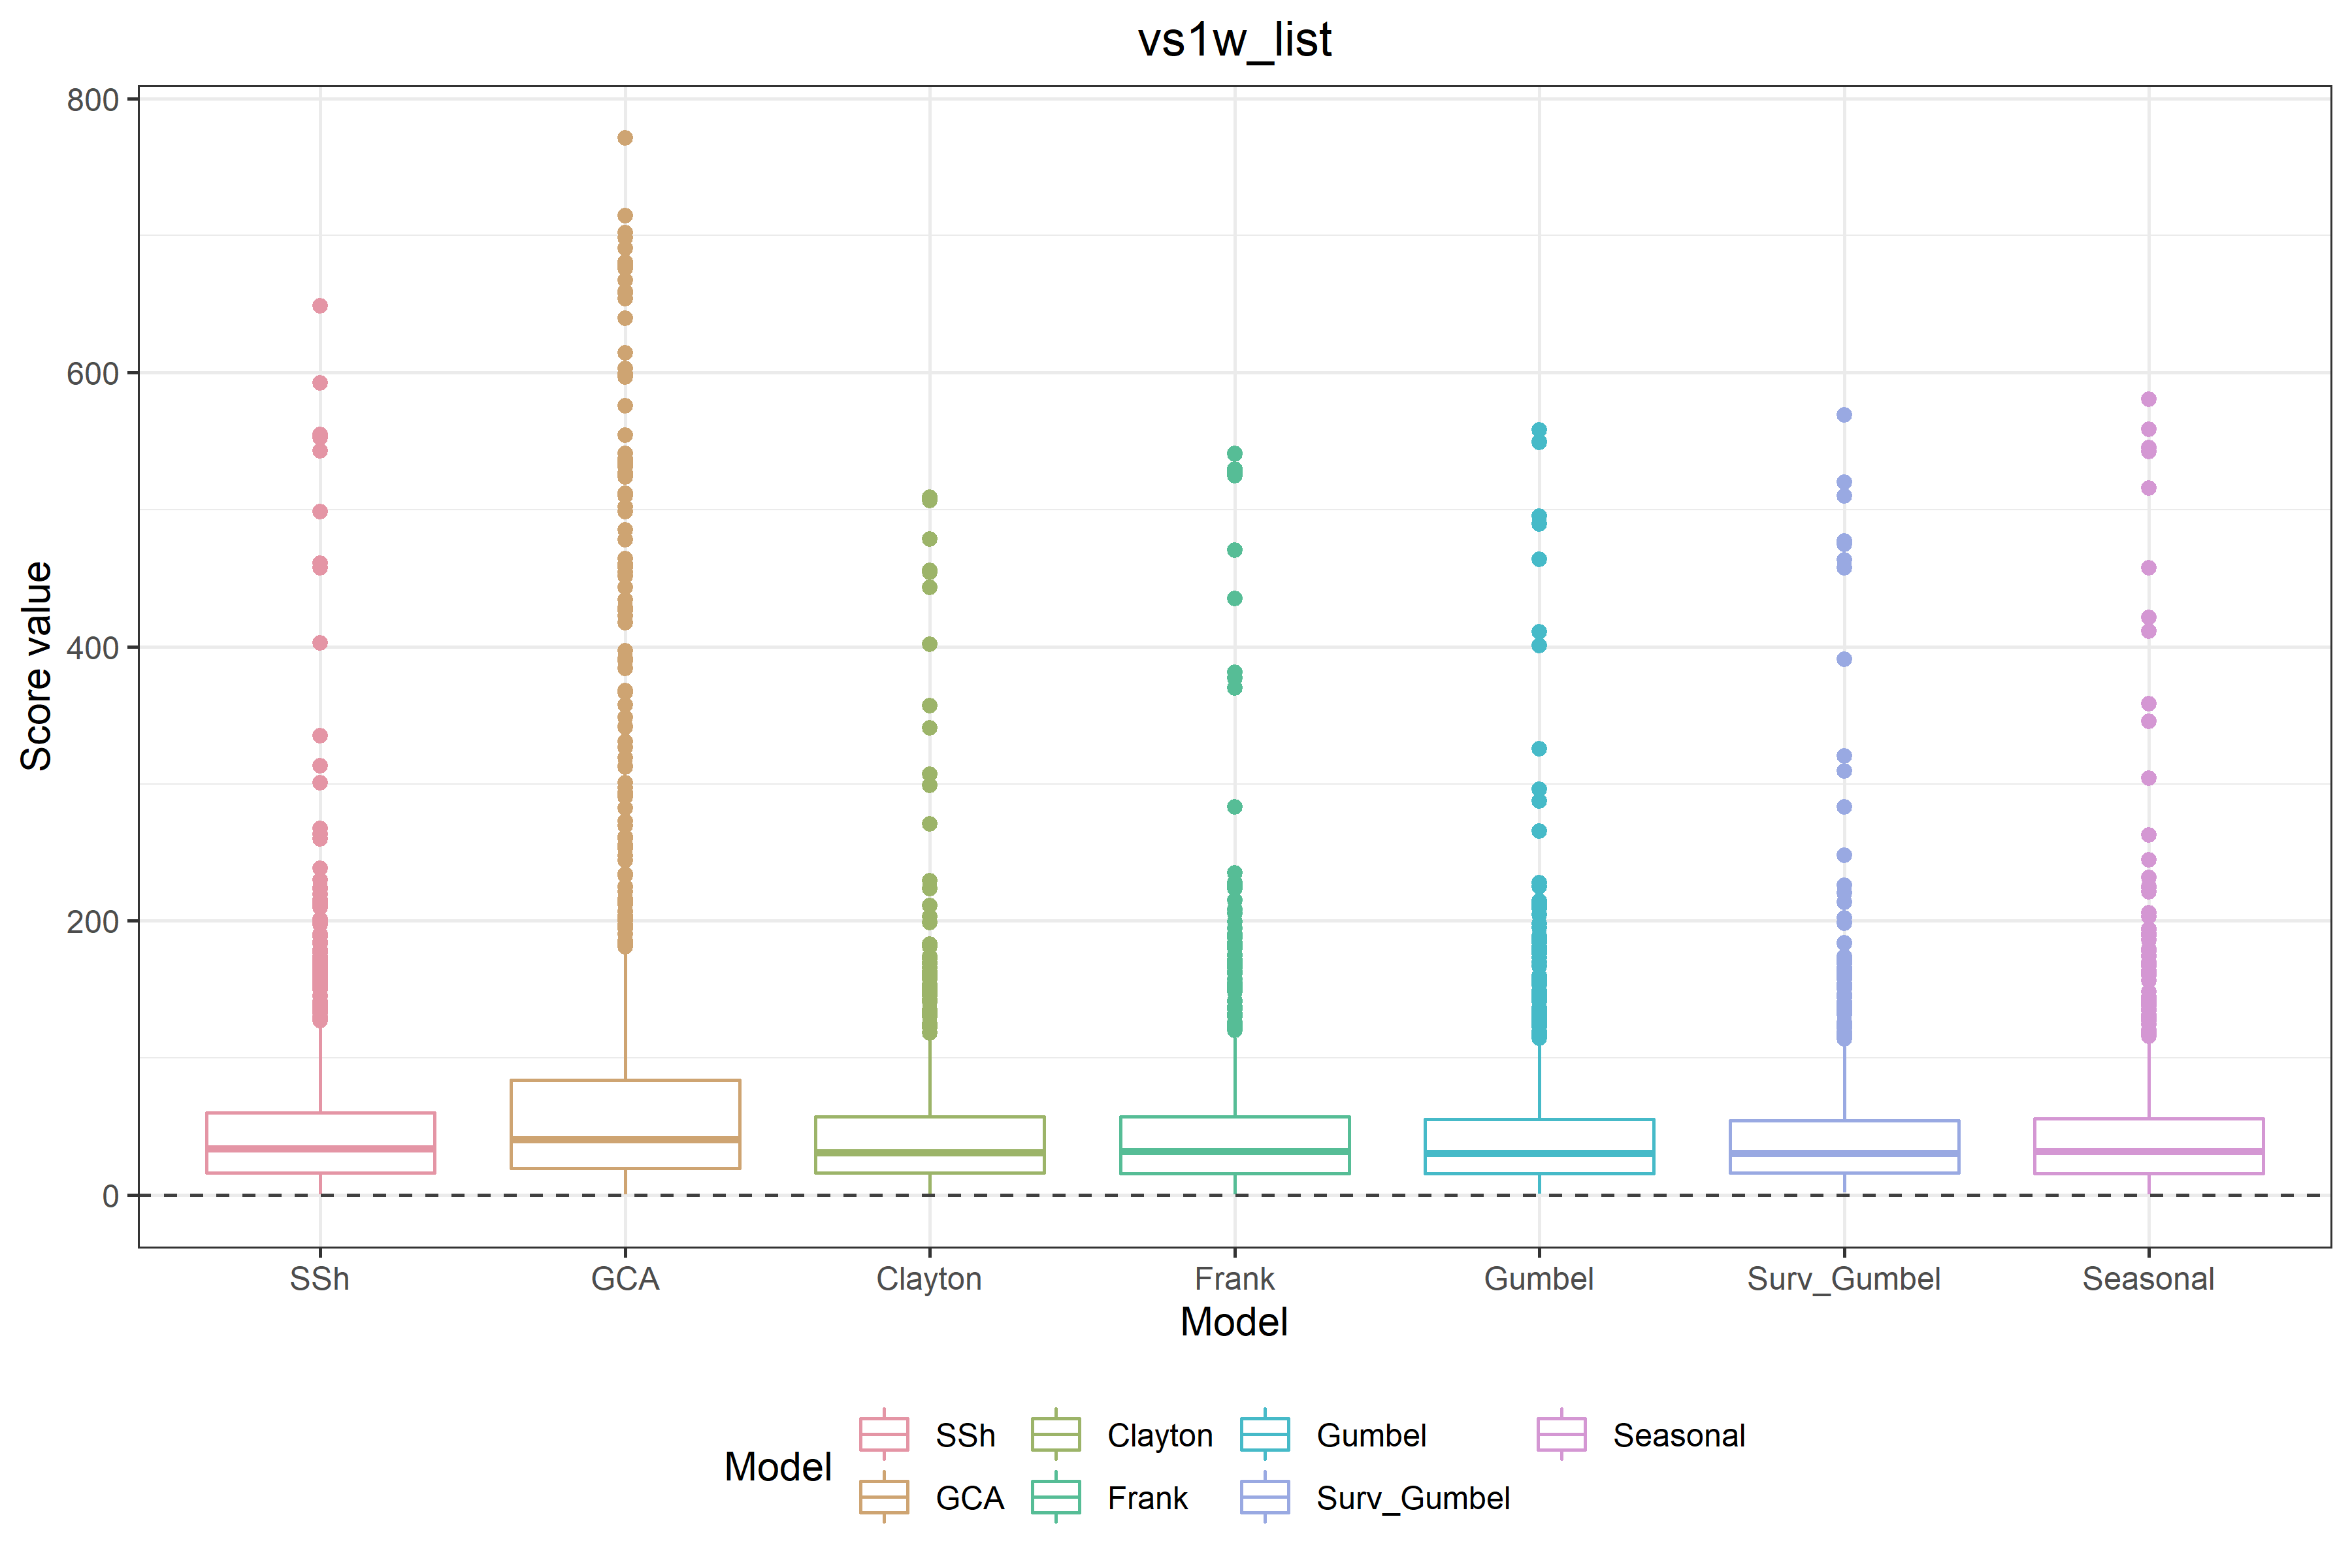 vs1w_list
800
600
400
200
0
Score value
SSh GCA Clayton Frank Gumbel Surv_Gumbel Seasonal
Model
Model
SSh Clayton Gumbel Seasonal
GCA Frank Surv_Gumbel